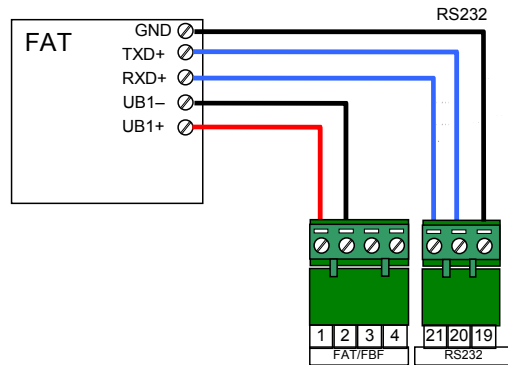 RS232
FAT
GND
TXD+
RXD+
UB1–
UB1+
1 2 3 4
21 20 19
FAT/FBF
RS232